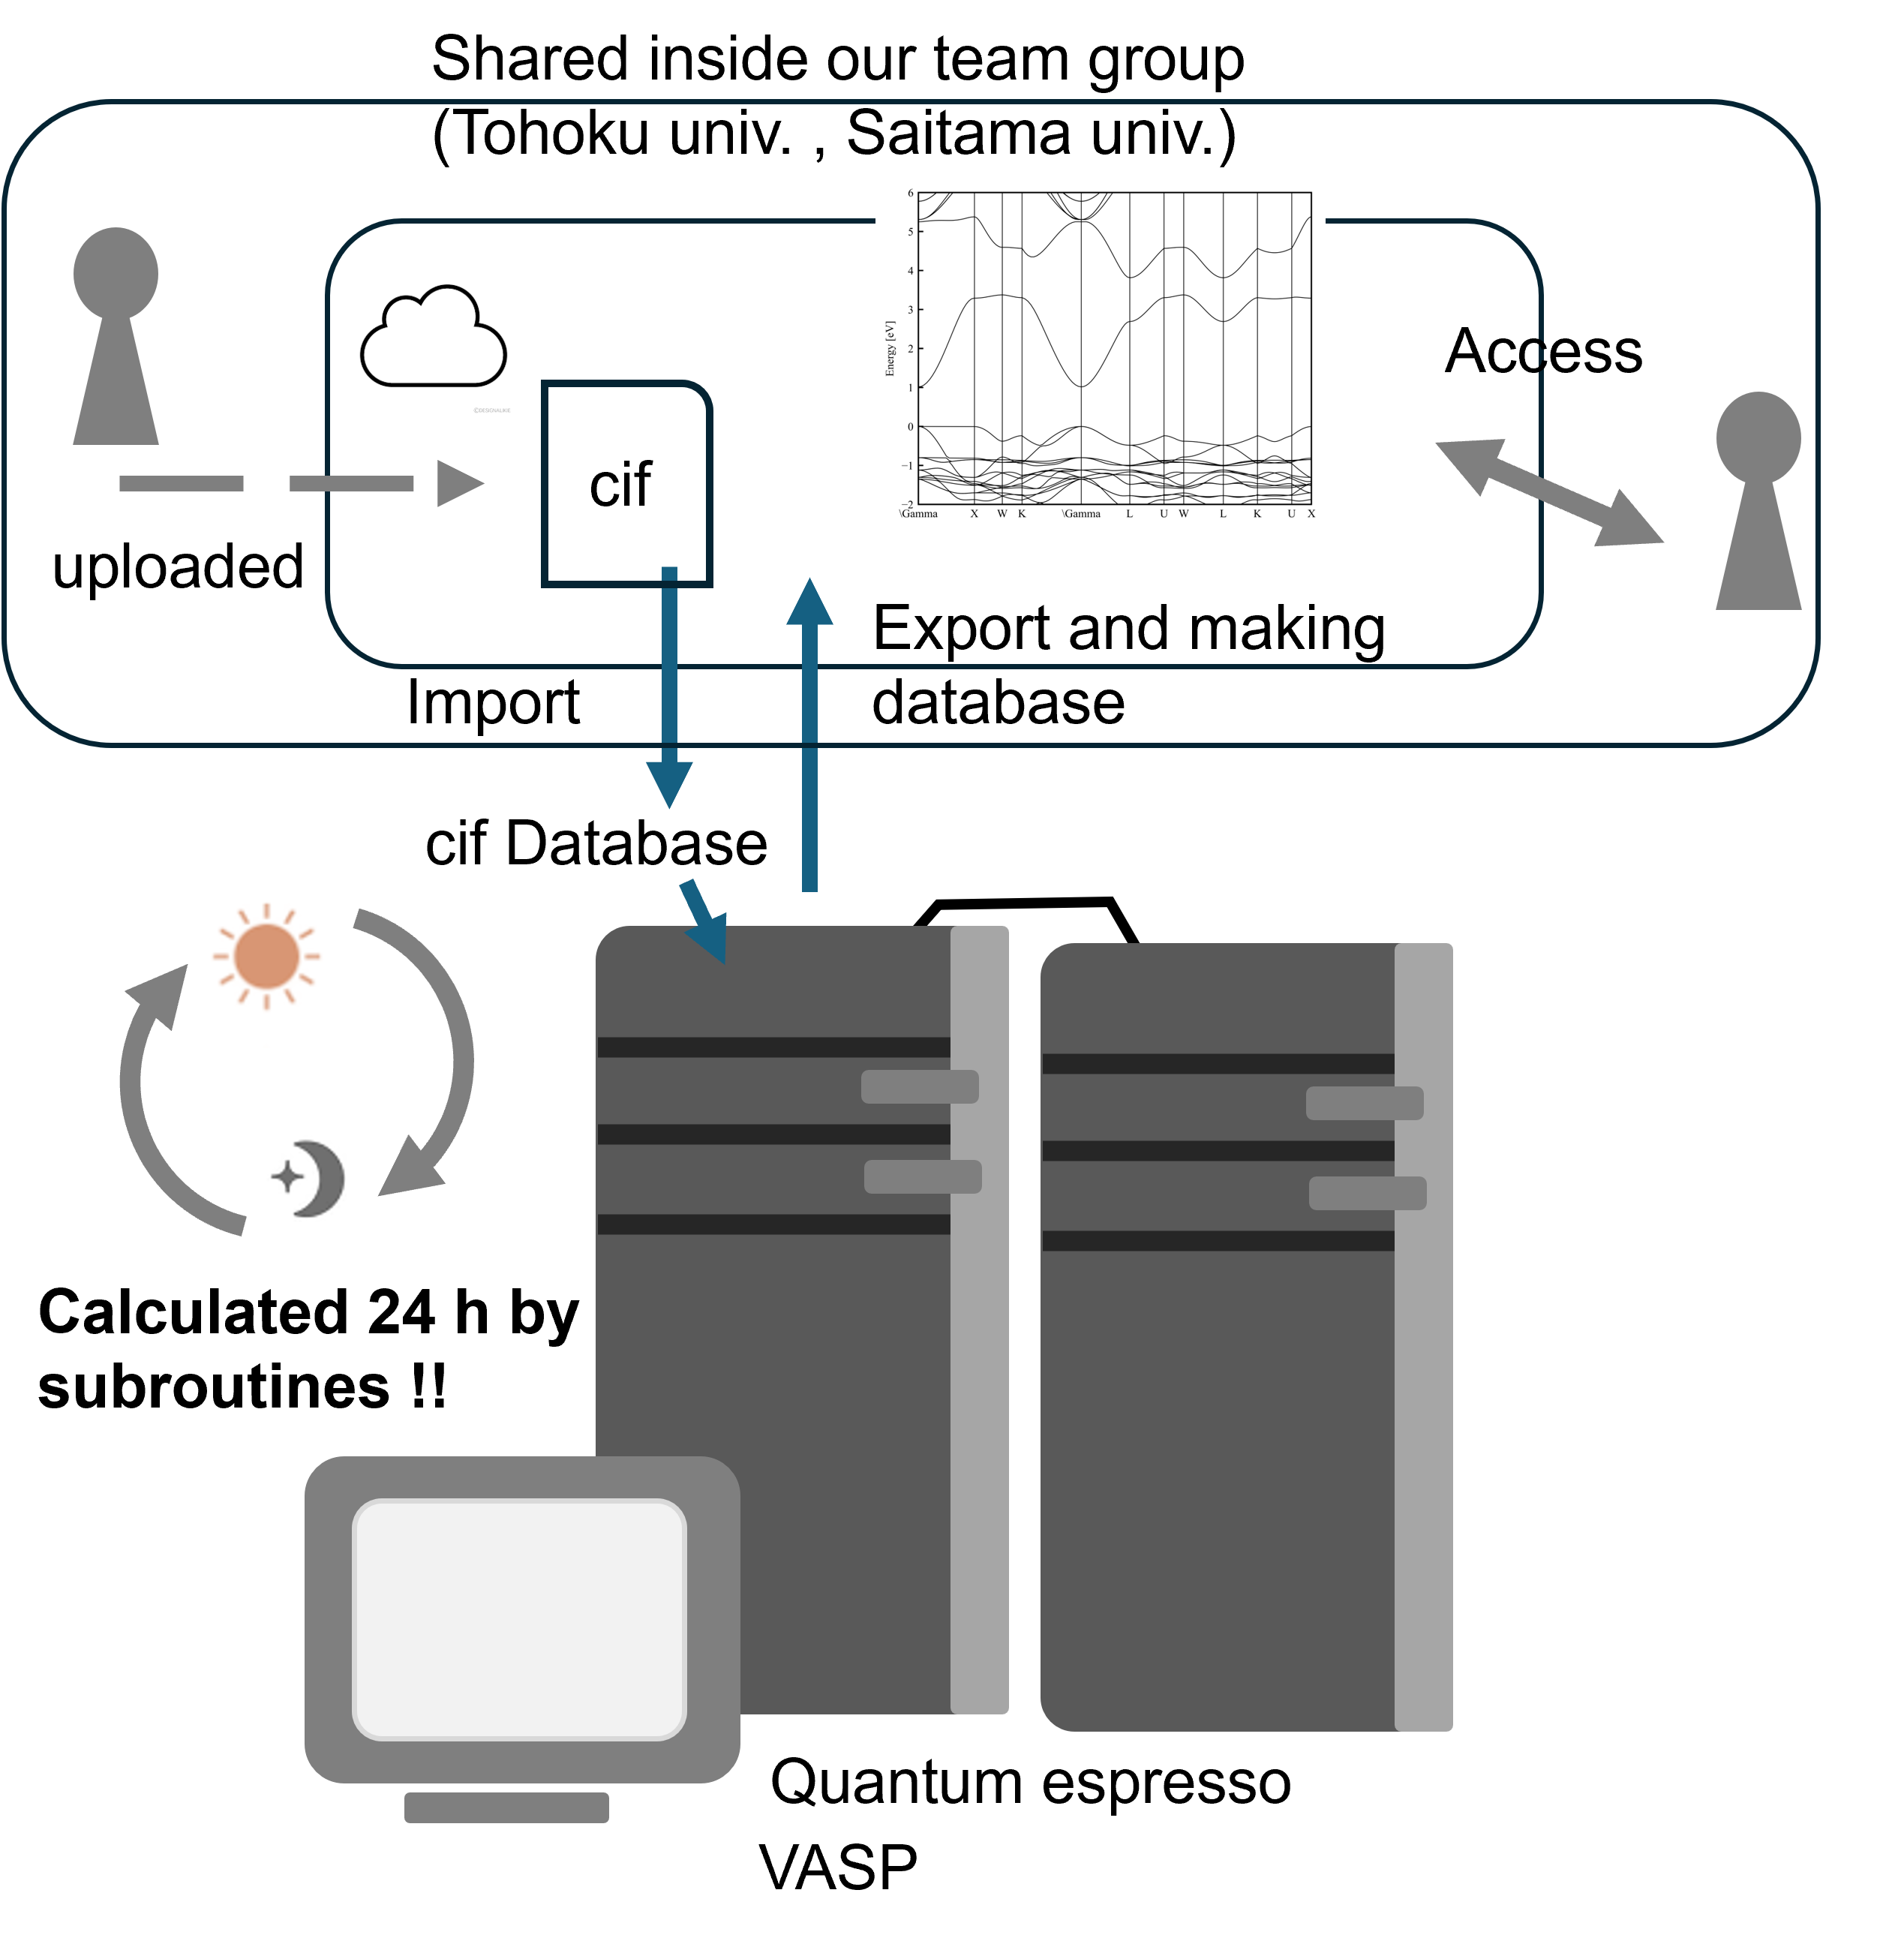 Shared inside our team group
(Tohoku univ. , Saitama univ.)
6
5
4
3
2
1
0
−1
−2
Energy [eV]
\Gamma X W K \Gamma L U W L K U X
Access
cif
uploaded
Export and making
database
Import
cif Database
Calculated 24 h by
subroutines !!
Quantum espresso
VASP